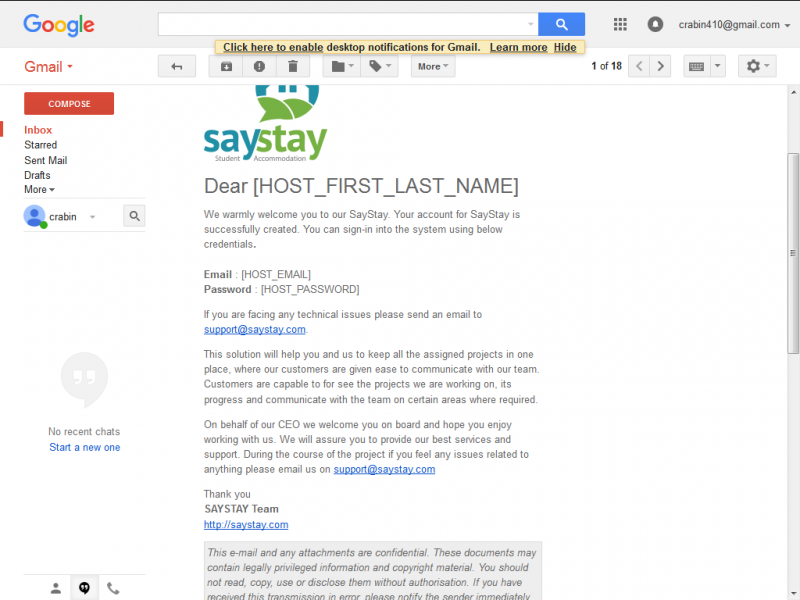 Google
crabin410@gmail.com
Click here to enable desktop notifications for Gmail. Learn more Hide
Gmail
More
1 of 18
COMPOSE
Inbox
Starred
Sent Mail
Drafts
More
crabin
No recent chats
Start a new one
saystay
Student Accommodation
Dear [HOST_FIRST_LAST_NAME]
We warmly welcome you to our SayStay. Your account for SayStay is
successfully created. You can sign-in into the system using below
credentials.
Email : [HOST_EMAIL]
Password : [HOST_PASSWORD]
If you are facing any technical issues please send an email to
support@saystay.com.
This solution will help you and us to keep all the assigned projects in one
place, where our customers are given ease to communicate with our team.
Customers are capable to for see the projects we are working on, its
progress and communicate with the team on certain areas where required.
On behalf of our CEO we welcome you on board and hope you enjoy
working with us. We will assure you to provide our best services and
support. During the course of the project if you feel any issues related to
anything please email us on support@saystay.com
Thank you
SAYSTAY Team
http://saystay.com
This e-mail and any attachments are confidential. These documents may
contain legally privileged information and copyright material. You should
not read, copy, use or disclose them without authorisation. If you have
received this transmission in error, please notify the sender immediately